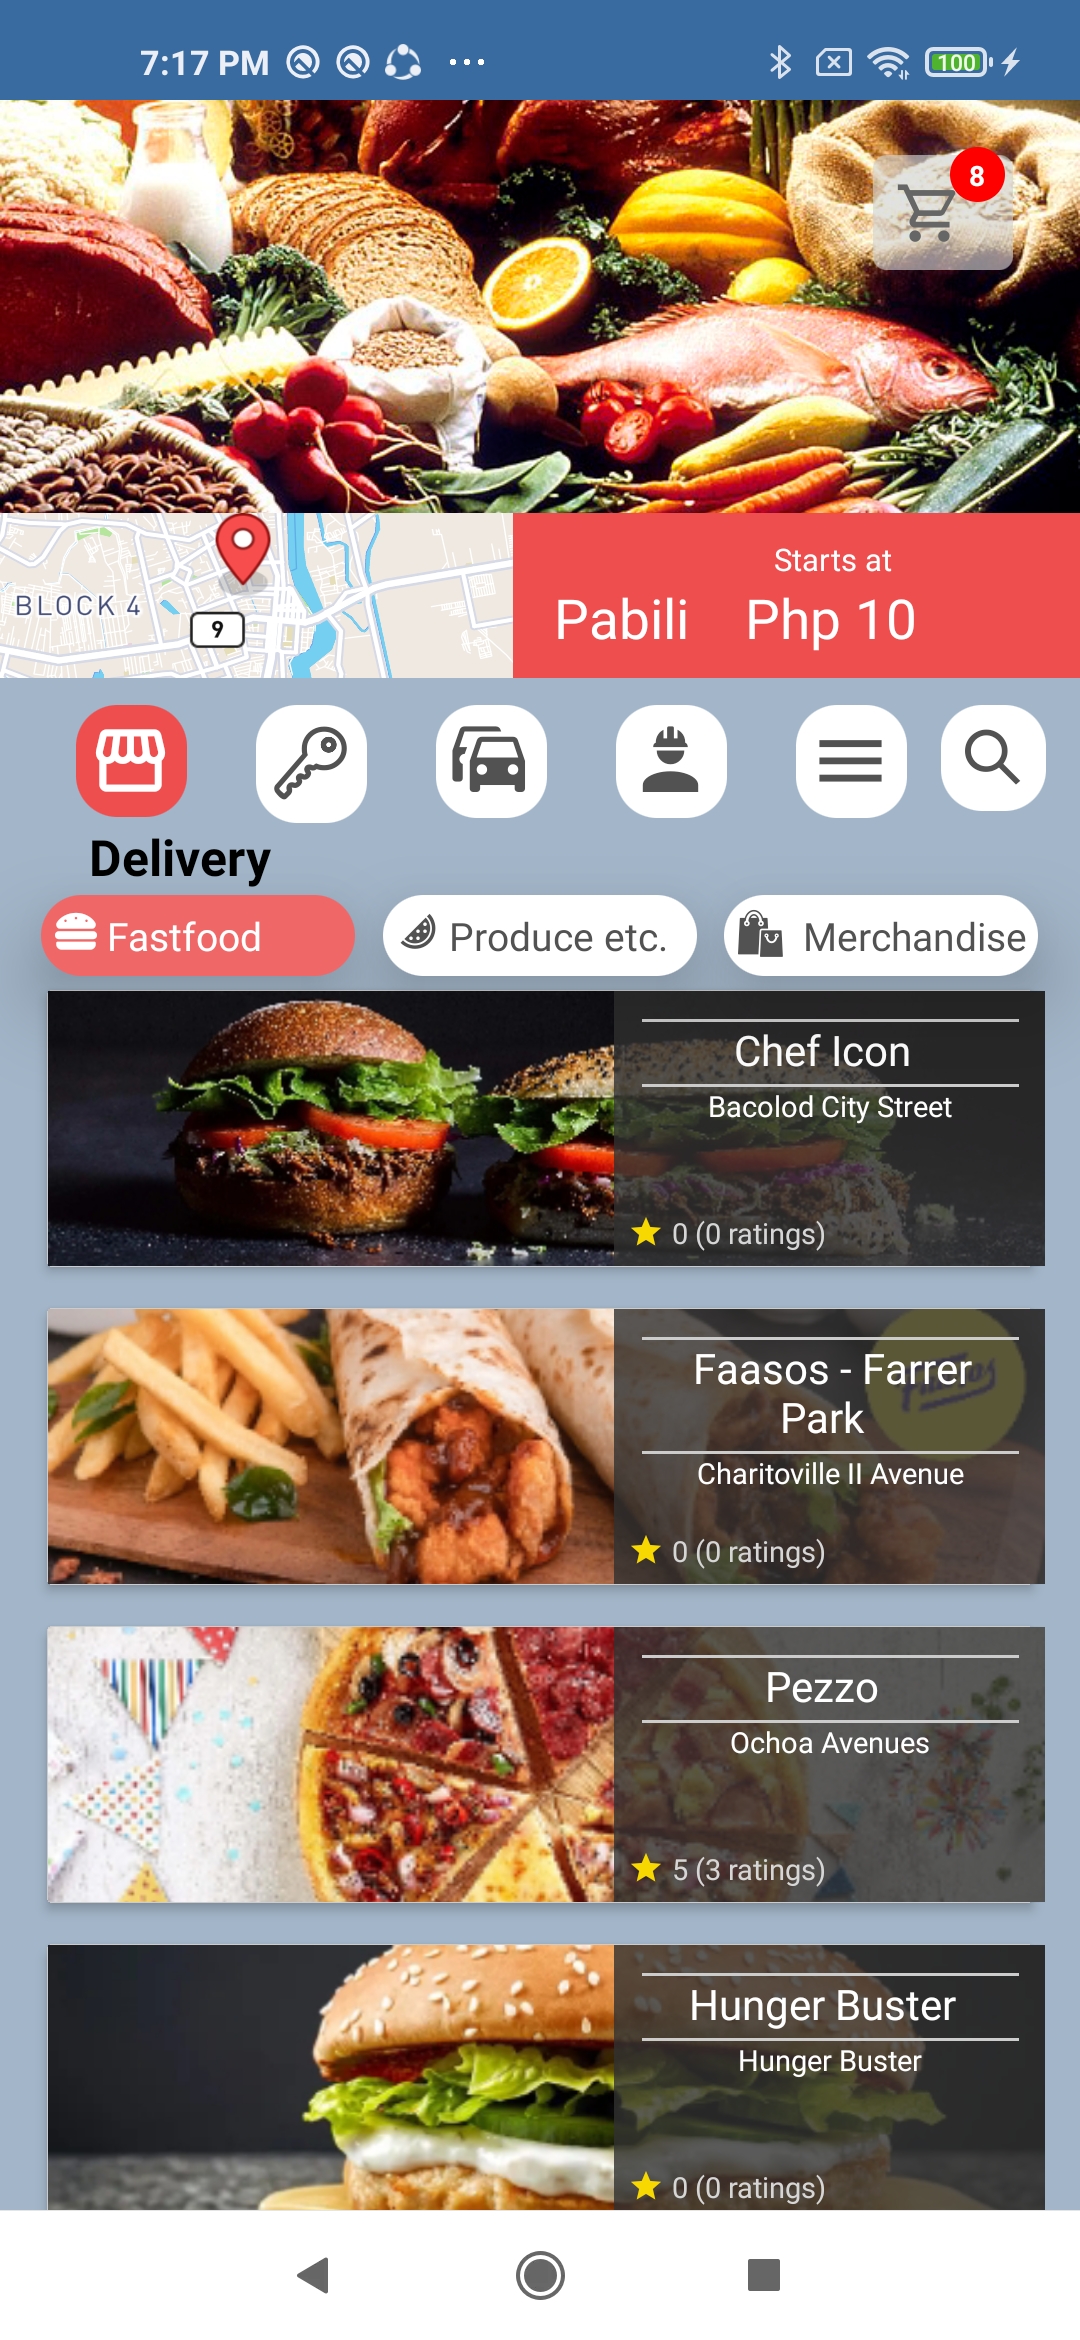 7:17 PM
100
8
BLOCK 4
9
Starts at
Pabili Php 10
Delivery
Fastfood
Produce etc.
Merchandise
Chef Icon
Bacolod City Street
0 (0 ratings)
Faasos - Farrer
Park
Charitoville II Avenue
0 (0 ratings)
Pezzo
Ochoa Avenues
5 (3 ratings)
Hunger Buster
Hunger Buster
0 (0 ratings)